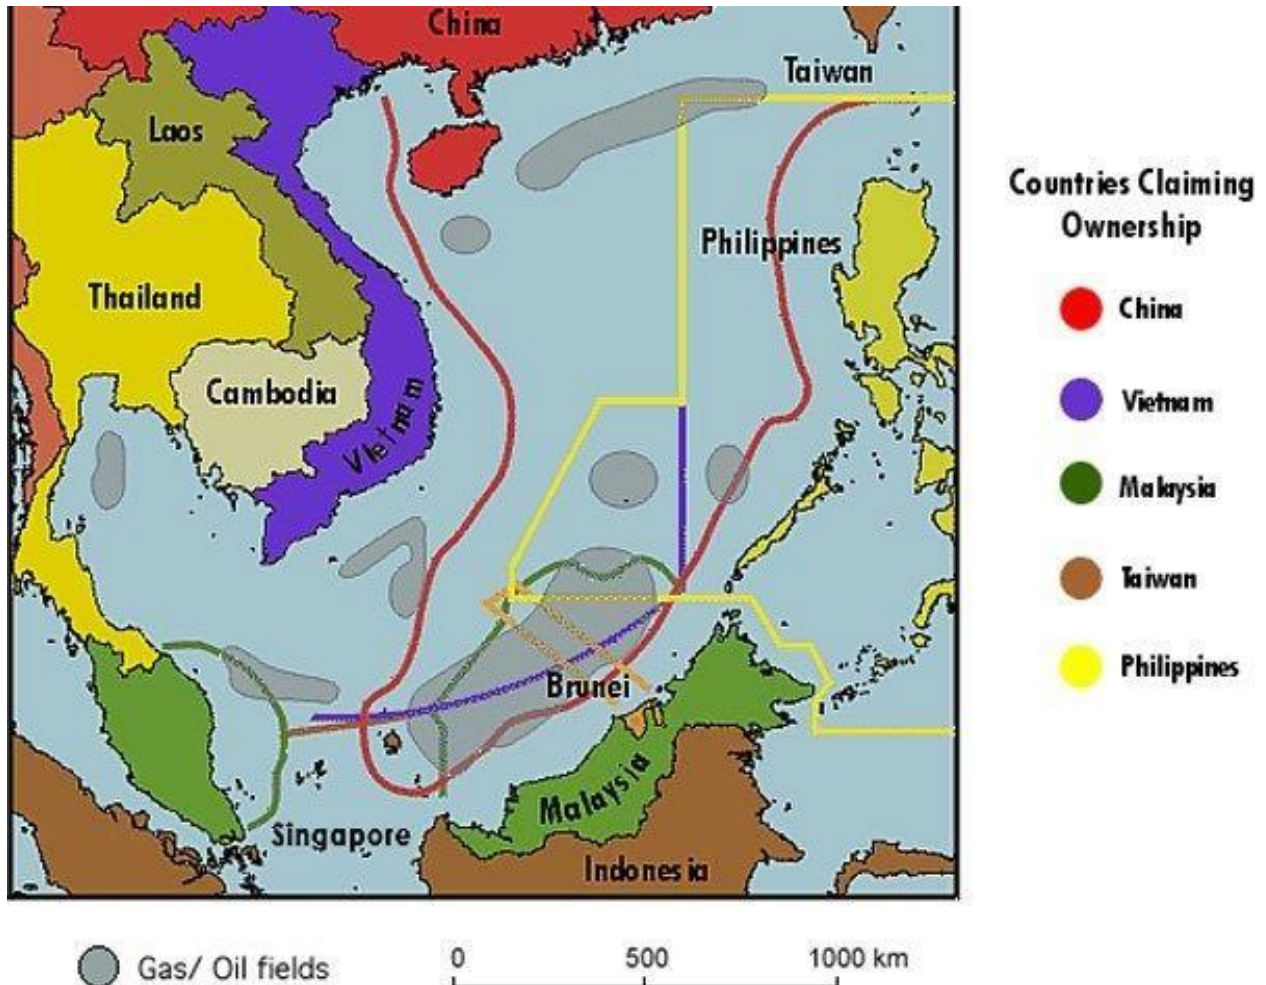 China
Taiwan
Laos
Countries Claiming
Ownership
Philippines
Thailand
China
Cambodia
Vietnam
Vietnam
Malaysia
Taiwan
Brunei
Philippines
Malaysia
Singapore
Indonesia
Gas/ Oil fields
0 500 1000 km